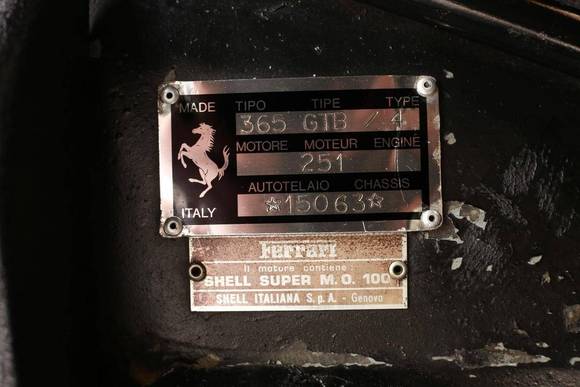 MADE TIPO TIPE TYPE
365 GTB / 4
MOTORE MOTEUR ENGINE
251
AUTOTELAIO CHASSIS
☆15063☆
ITALY
Ferrari
Il motore contiene:
SHELL SUPER M. O. 100
SHELL ITALIANA S.p.A. - Genova